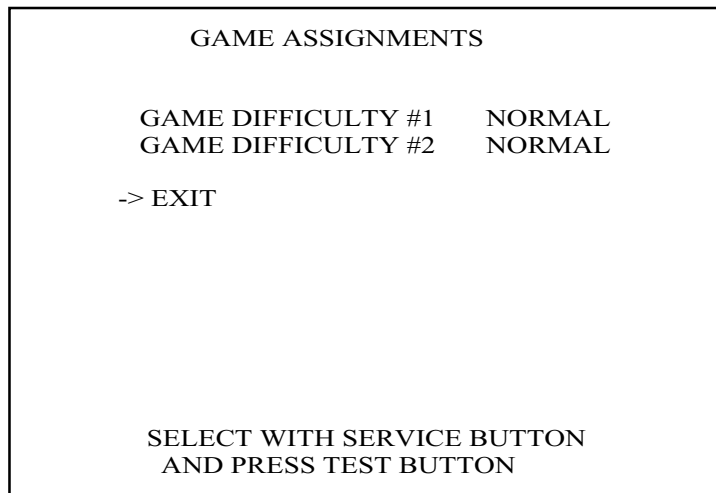 GAME ASSIGNMENTS
GAME DIFFICULTY #1 NORMAL
GAME DIFFICULTY #2 NORMAL
-> EXIT
SELECT WITH SERVICE BUTTON
AND PRESS TEST BUTTON